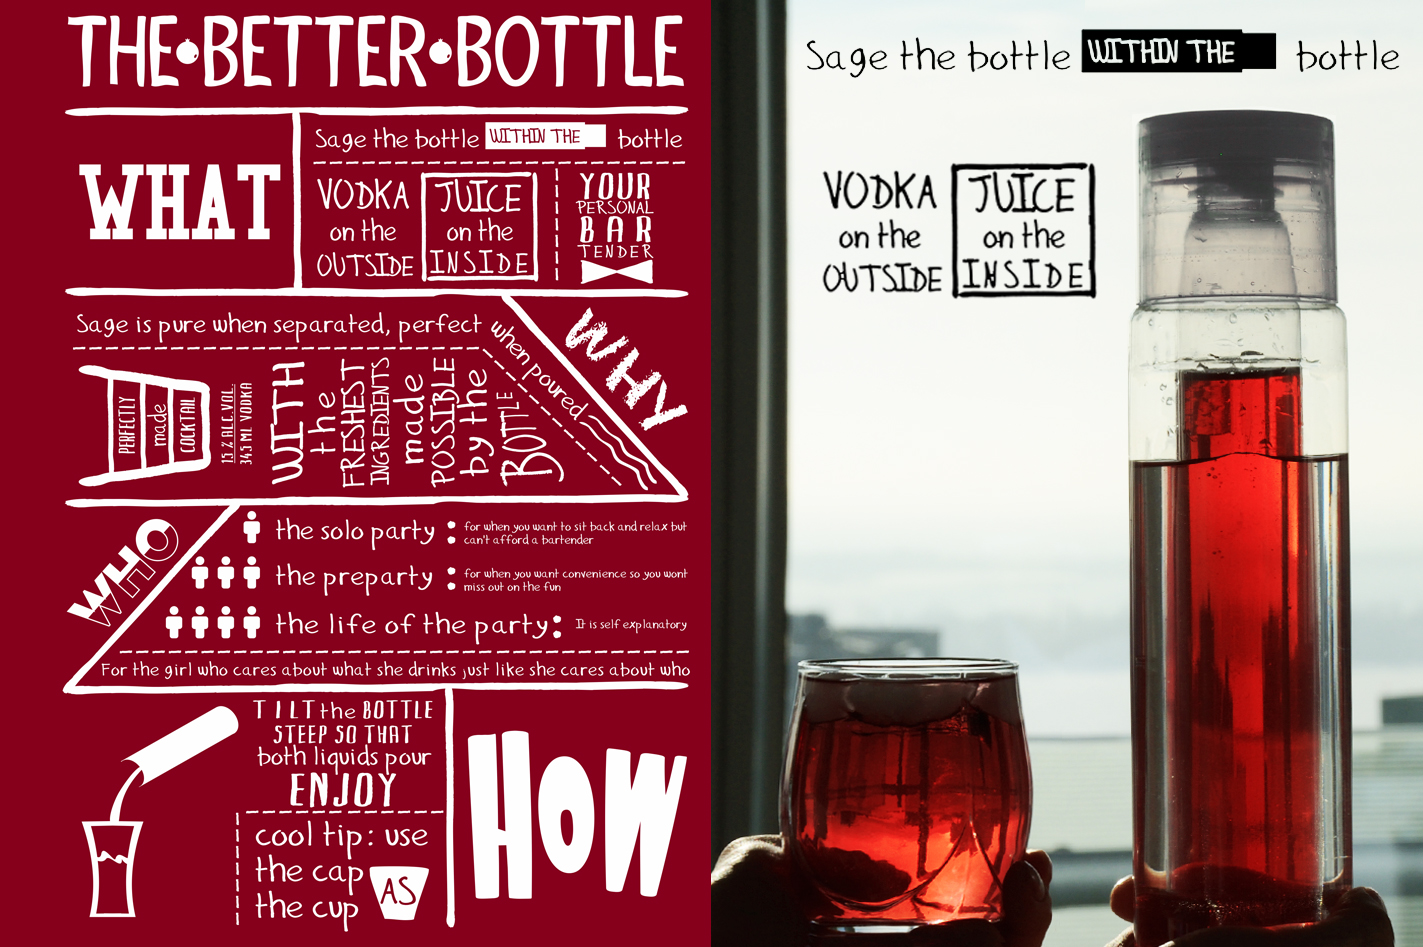 THE BETTER BOTTLE
WHAT
Sage the bottle WITHIN THE bottle
VODKA
on the
OUTSIDE
JUICE
on the
INSIDE
YOUR
PERSONAL
BAR
TENDER
Sage is pure when separated, perfect when poured
WHY
PERFECTLY
made
COCKTAIL
15 % ALC.VOL.
345 ML VODKA
WITH
the
FRESHEST
INGREDIENTS
made
POSSIBLE
by the
BOTTLE
WHO
the solo party : for when you want to sit back and relax but
can't afford a bartender
the preparty : for when you want convenience so you wont
miss out on the fun
the life of the party: It is self explanatory
For the girl who cares about what she drinks just like she cares about who
TILT the BOTTLE
STEEP SO THAT
both liquids pour
ENJOY
cool tip: use
the cap
the cup
AS
HOW
Sage the bottle WITHIN THE bottle
VODKA
on the
OUTSIDE
JUICE
on the
INSIDE